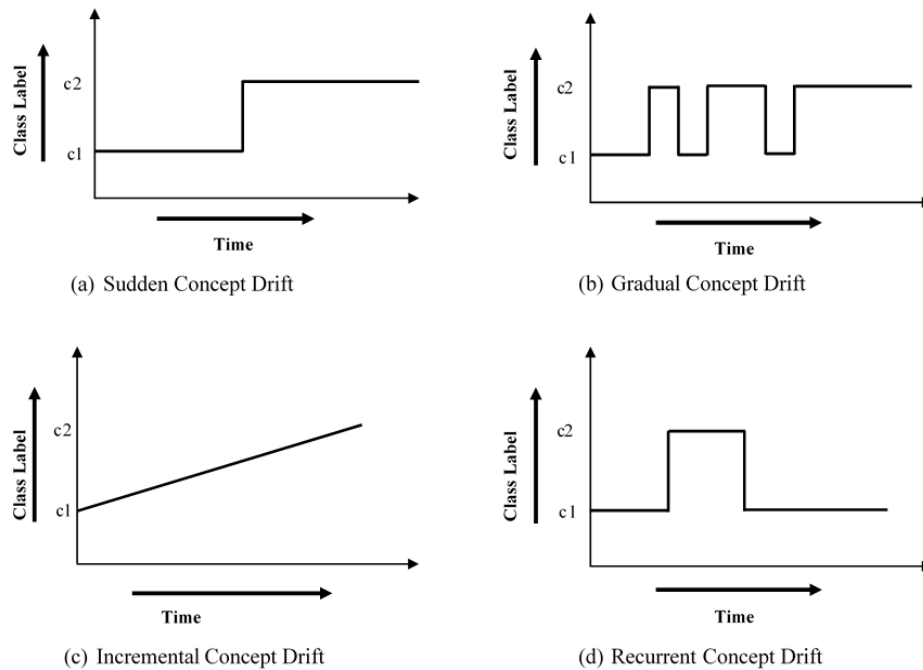 Class Label
c2
c1
Time
(a) Sudden Concept Drift
Class Label
c2
c1
Time
(b) Gradual Concept Drift
Class Label
c2
c1
Time
(c) Incremental Concept Drift
Class Label
c2
c1
Time
(d) Recurrent Concept Drift